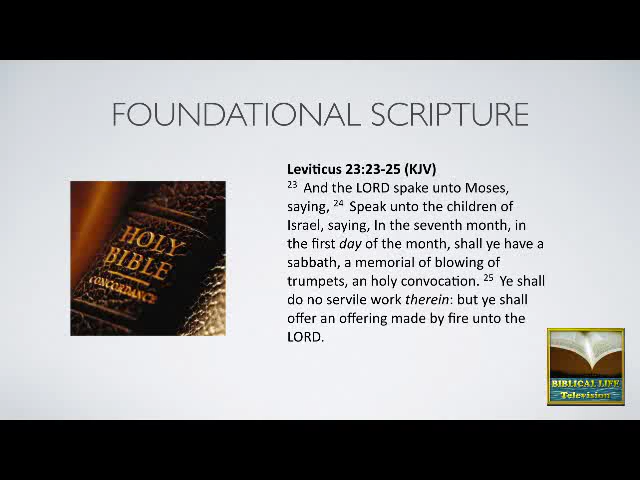 FOUNDATIONAL SCRIPTURE
Leviticus 23:23-25 (KJV)
23 And the LORD spake unto Moses,
saying, 24 Speak unto the children of
Israel, saying, In the seventh month, in
the first day of the month, shall ye have a
sabbath, a memorial of blowing of
trumpets, an holy convocation. 25 Ye shall
do no servile work therein: but ye shall
offer an offering made by fire unto the
LORD.
HOLY
BIBLE
CONCORDANCE
BIBLICAL LIFE
Television